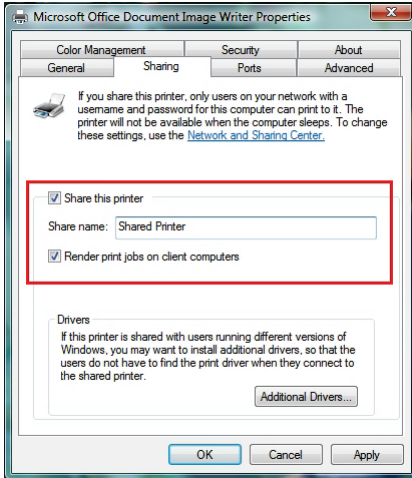 Microsoft Office Document Image Writer Properties
Color Management Security About
General Sharing Ports Advanced
If you share this printer, only users on your network with a
username and password for this computer can print to it. The
printer will not be available when the computer sleeps. To change
these settings, use the Network and Sharing Center.
Share this printer
Share name: Shared Printer
Render print jobs on client computers
Drivers
If this printer is shared with users running different versions of
Windows, you may want to install additional drivers, so that the
users do not have to find the print driver when they connect to
the shared printer.
Additional Drivers...
OK Cancel Apply